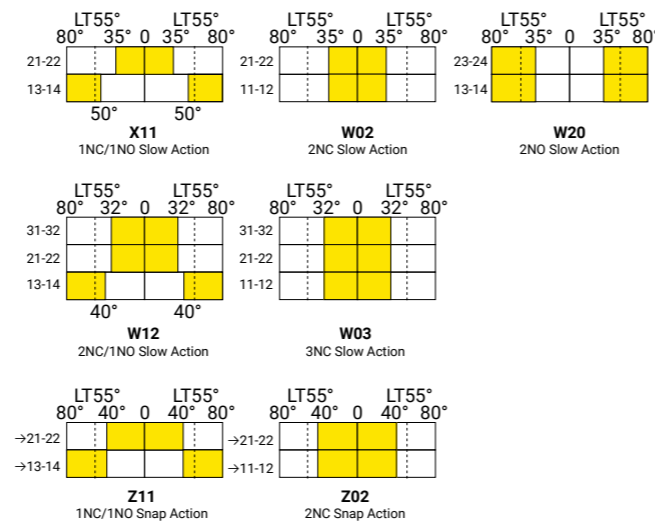 LT55° LT55°
80° 35° 0 35° 80°
21-22
13-14
50° 50°
X11
1NC/1NO Slow Action
LT55° LT55°
80° 35° 0 35° 80°
21-22
11-12
W02
2NC Slow Action
LT55° LT55°
80° 35° 0 35° 80°
23-24
13-14
W20
2NO Slow Action
LT55° LT55°
80° 32° 0 32° 80°
31-32
21-22
13-14
40° 40°
W12
2NC/1NO Slow Action
LT55° LT55°
80° 32° 0 32° 80°
31-32
21-22
11-12
W03
3NC Slow Action
LT55° LT55°
80° 40° 0 40° 80°
→21-22
→13-14
Z11
1NC/1NO Snap Action
LT55° LT55°
80° 40 0 40° 80°
→21-22
→11-12
Z02
2NC Snap Action